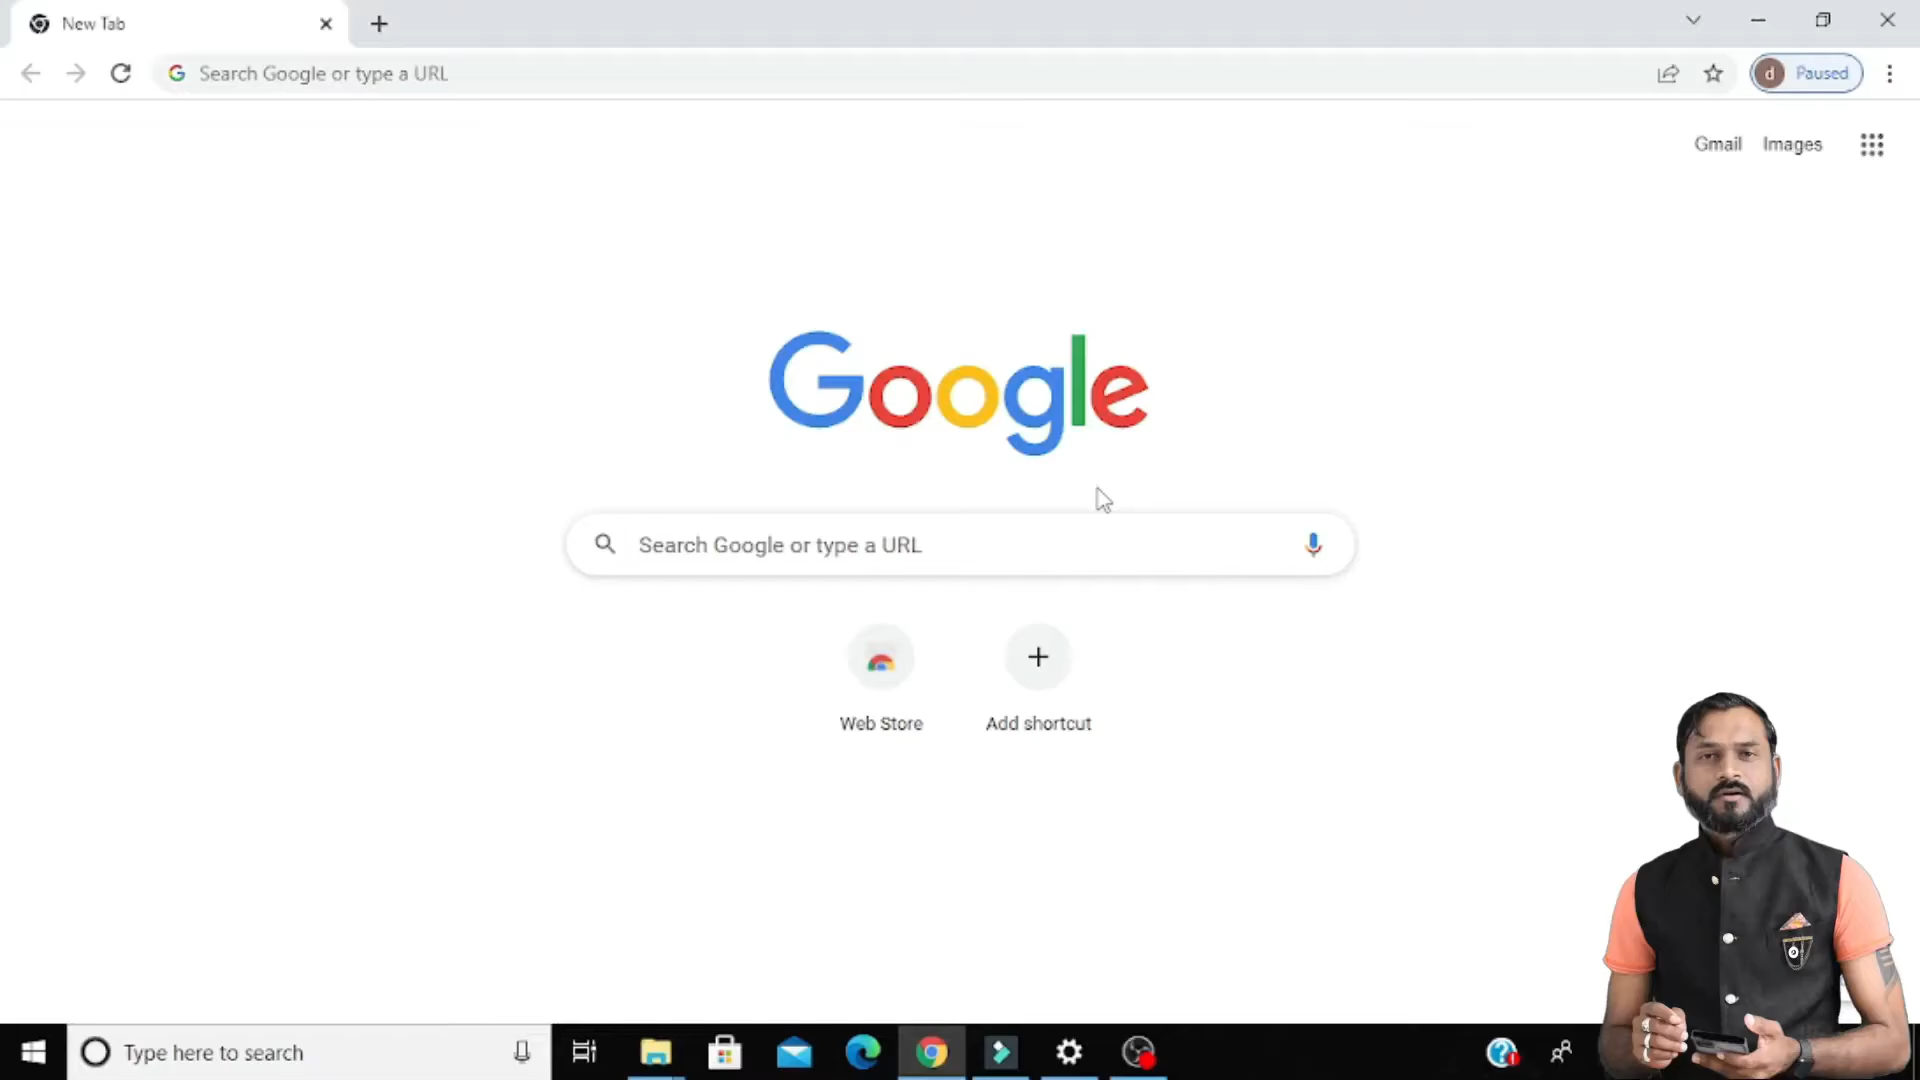 New Tab
Search Google or type a URL
d Paused
Gmail Images
Google
Search Google or type a URL
Web Store Add shortcut
Type here to search